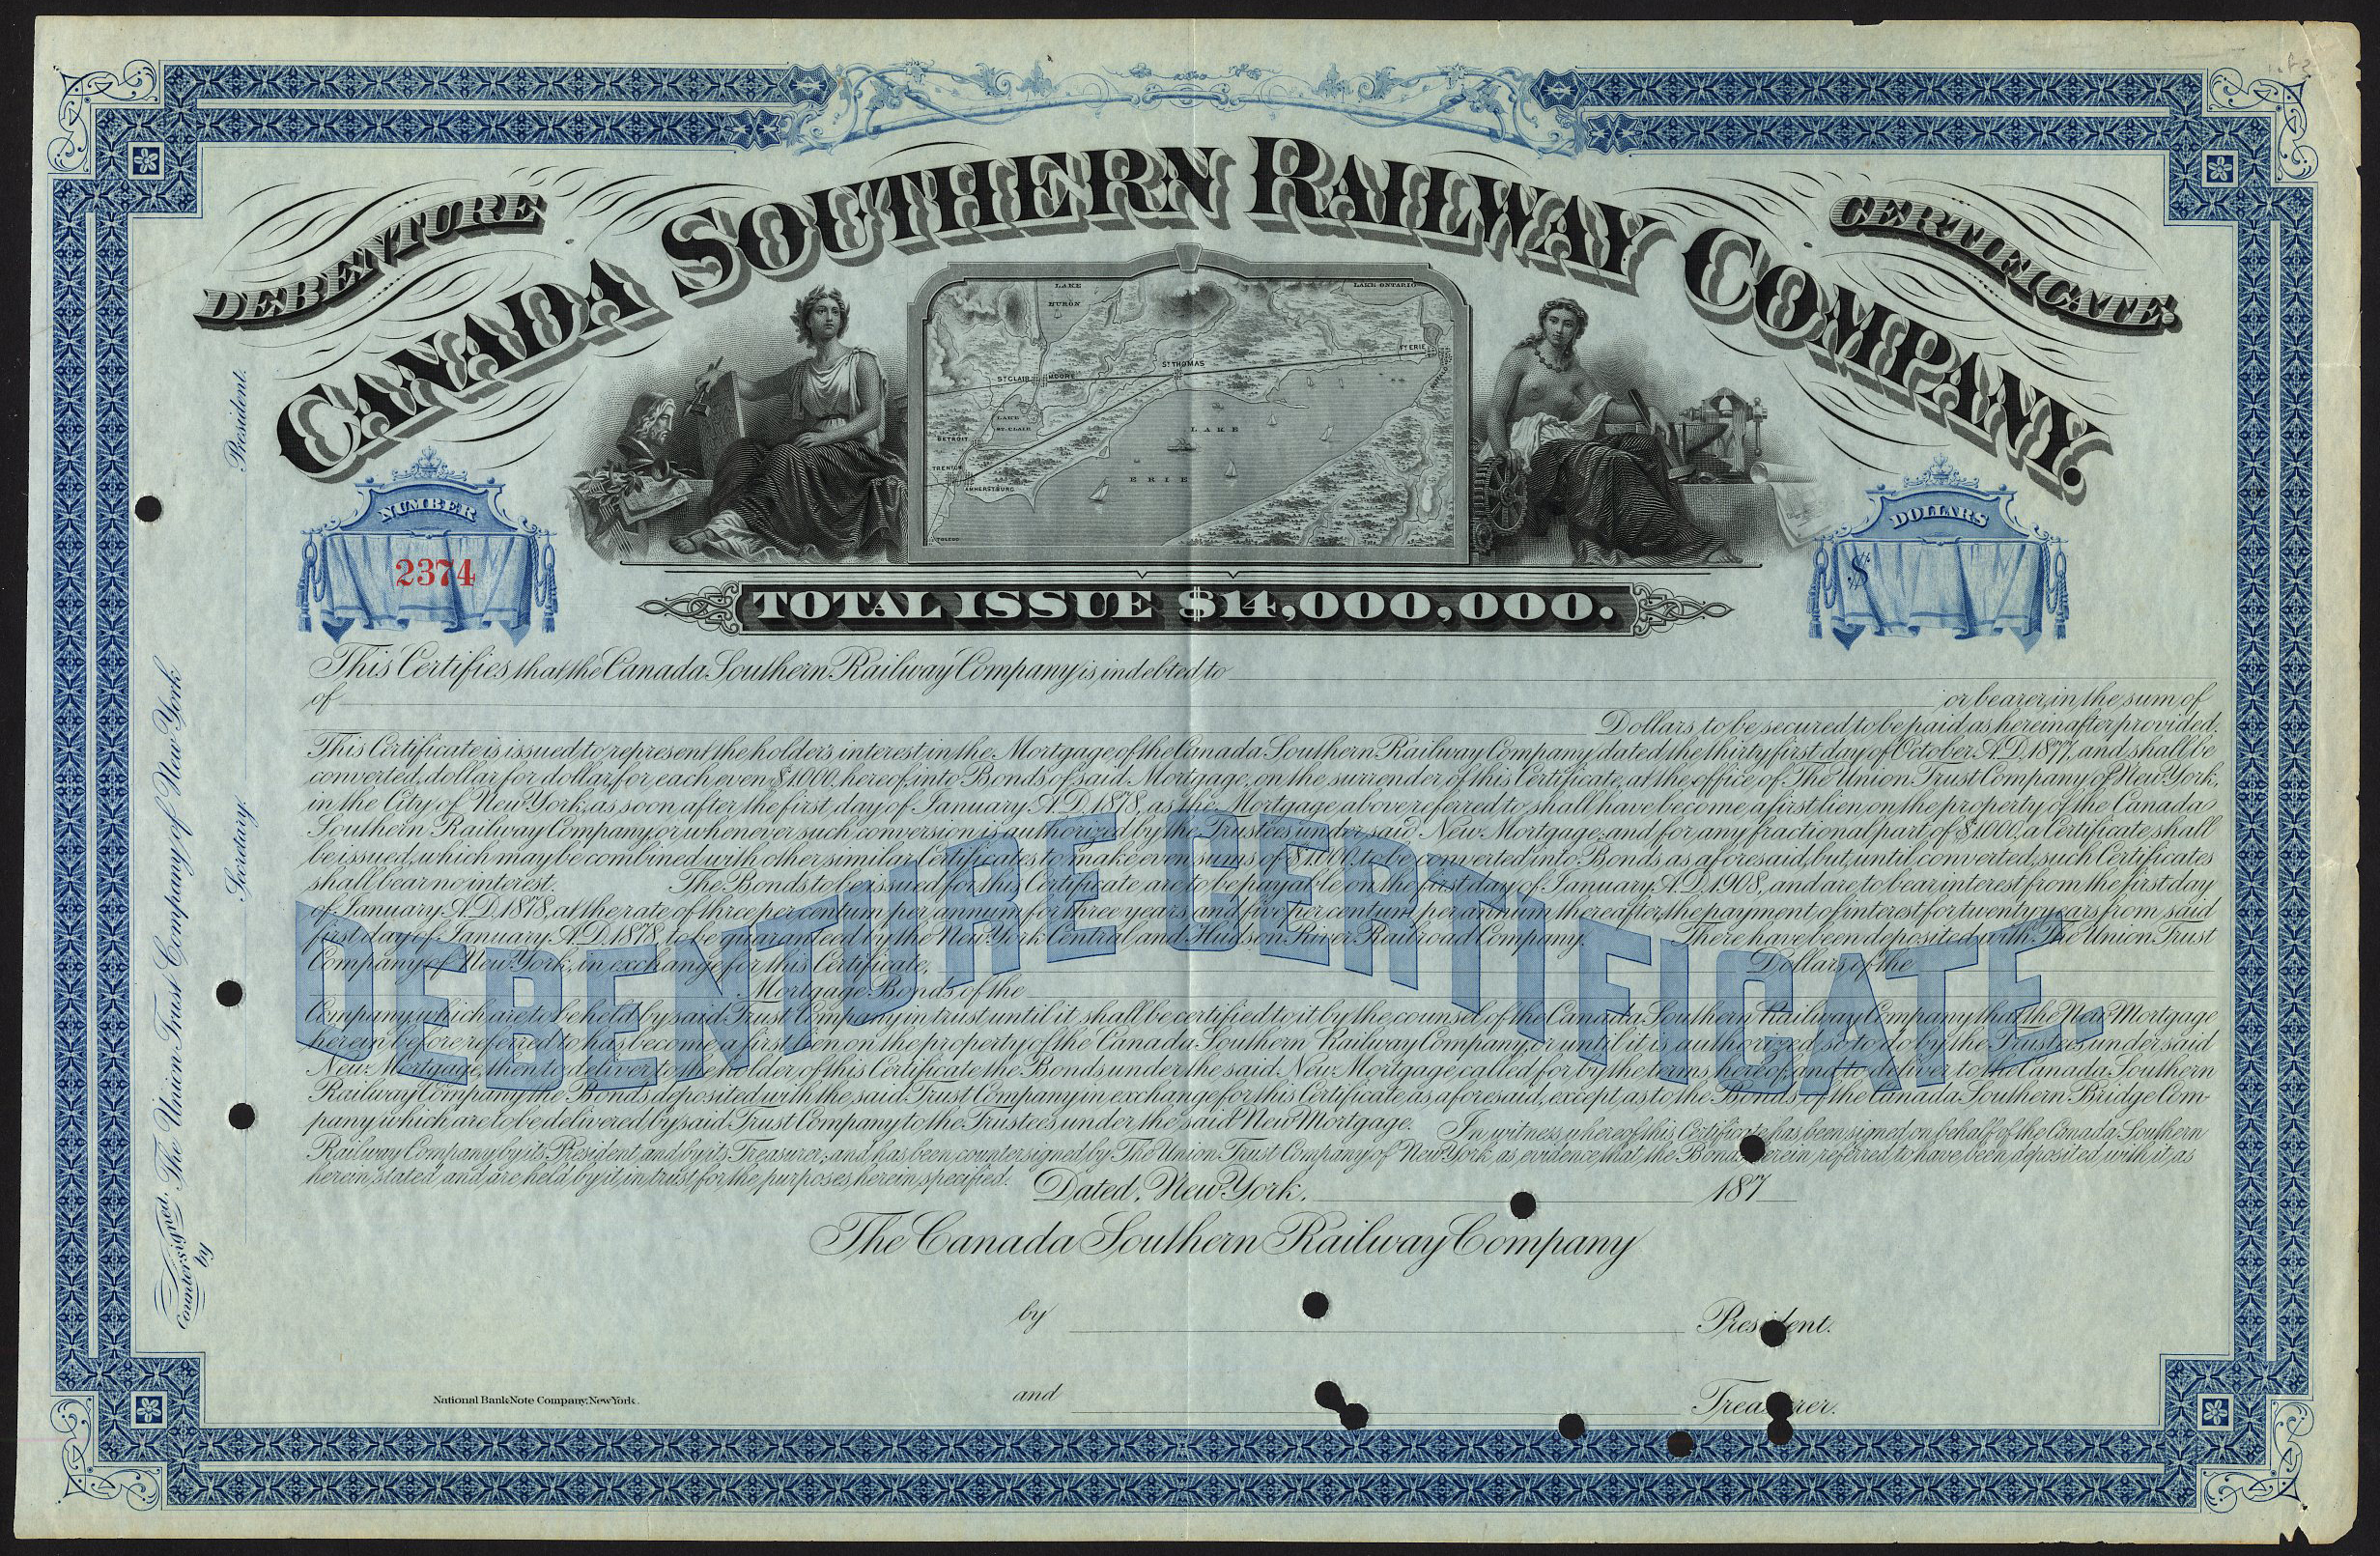 DEBENTURE
CERTIFICATE.
CANADA SOUTHERN RAILWAY COMPANY.
LAKE
HURON
LAKE ONTARIO
ST THOMAS
FT ERIE
ST CLAIR
MOORE
LAKE
ST. CLAIR
DETROIT
TRENTON
AMHERSTBURG
TOLEDO
LAKE
ERIE
NUMBER
2374
DOLLARS
$
TOTAL ISSUE $14,000,000.
This Certifies that the Canada Southern Railway Company is indebted to
of or bearer, in the sum of
Dollars, to be secured to be paid as hereinafter provided.
This Certificate is issued to represent the holders interest in the Mortgage of the Canada Southern Railway Company dated the thirty first day of October A.D. 1877, and shall be
converted, dollar for dollar, for each even $1000. hereof, into Bonds of said Mortgage, on the surrender of this Certificate, at the office of The Union Trust Company of New York,
in the City of New York, as soon after the first day of January A.D. 1878, as the Mortgage above referred to shall have become a first lien on the property of the Canada
Southern Railway Company, or whenever such conversion is authorized by the Trustees under said New Mortgage, and for any fractional part of $1000. a Certificate shall
be issued, which may be combined with other similar Certificates to make even sums of $1000. to be converted into Bonds as aforesaid, but until converted, such Certificates
shall bear no interest. The Bonds to be issued for this Certificate are to be payable on the first day of January A.D. 1908, and are to bear interest from the first day
of January A.D. 1878, at the rate of three per centum per annum for three years and five per centum per annum thereafter, the payment of interest for twenty years from said
first day of January A.D. 1878, to be guaranteed by the New York Central and Hudson River Railroad Company. There have been deposited with The Union Trust
Company of New York, in exchange for this Certificate, Dollars of the
Mortgage Bonds of the
Company which are to be held by said Trust Company in trust until it shall be certified to it by the counsel of the Canada Southern Railway Company that the New Mortgage
herein before referred to has become a first lien on the property of the Canada Southern Railway Company, or until it is authorized so to do by the Trustees under said
New Mortgage, then to deliver to the holder of this Certificate the Bonds under the said New Mortgage called for by the terms hereof, and to deliver to the Canada Southern
Railway Company the Bonds deposited with the said Trust Company in exchange for this Certificate as aforesaid, except as to the Bonds of the Canada Southern Bridge Com-
pany which are to be delivered by said Trust Company to the Trustees under the said New Mortgage. In witness whereof this Certificate has been signed on behalf of the Canada Southern
Railway Company by its President and by its Treasurer, and has been countersigned by The Union Trust Company of New York as evidence that the Bonds herein referred to have been deposited with it, as
herein stated and are held by it in trust for the purposes herein specified.
DEBENTURE CERTIFICATE.
Dated, New York, 187
The Canada Southern Railway Company
by President.
and Treasurer.
National Bank Note Company, New York.
Countersigned, The Union Trust Company of New York
by
Secretary. President.